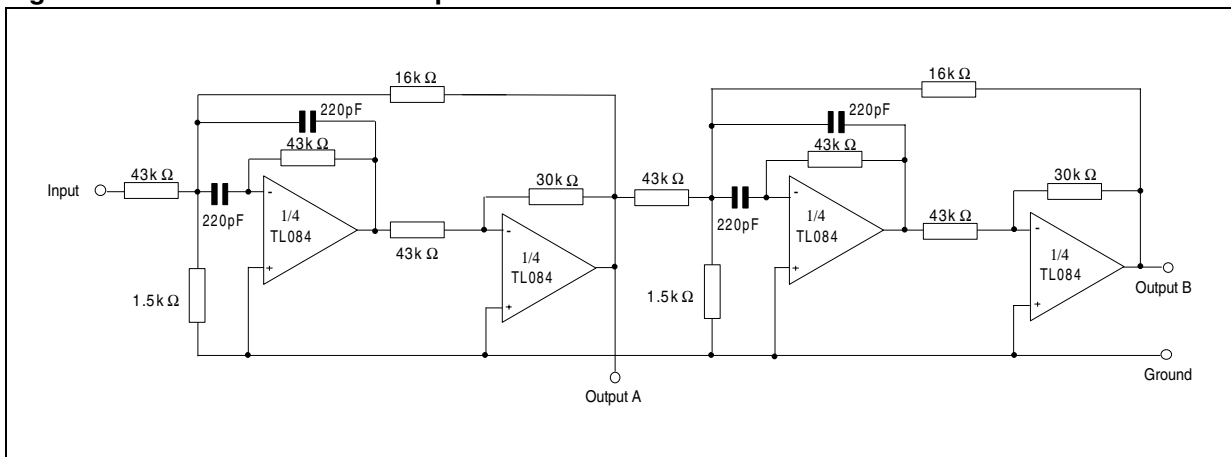 16k Ω
16k Ω
220pF
220pF
43k Ω
43k Ω
Input
43k Ω
30k Ω
43k Ω
30k Ω
-
-
-
-
220pF
1/4
TL084
220pF
1/4
TL084
43k Ω
43k Ω
1/4
TL084
1/4
TL084
1.5k Ω
+
+
1.5k Ω
+
+
Output B
Ground
Output A